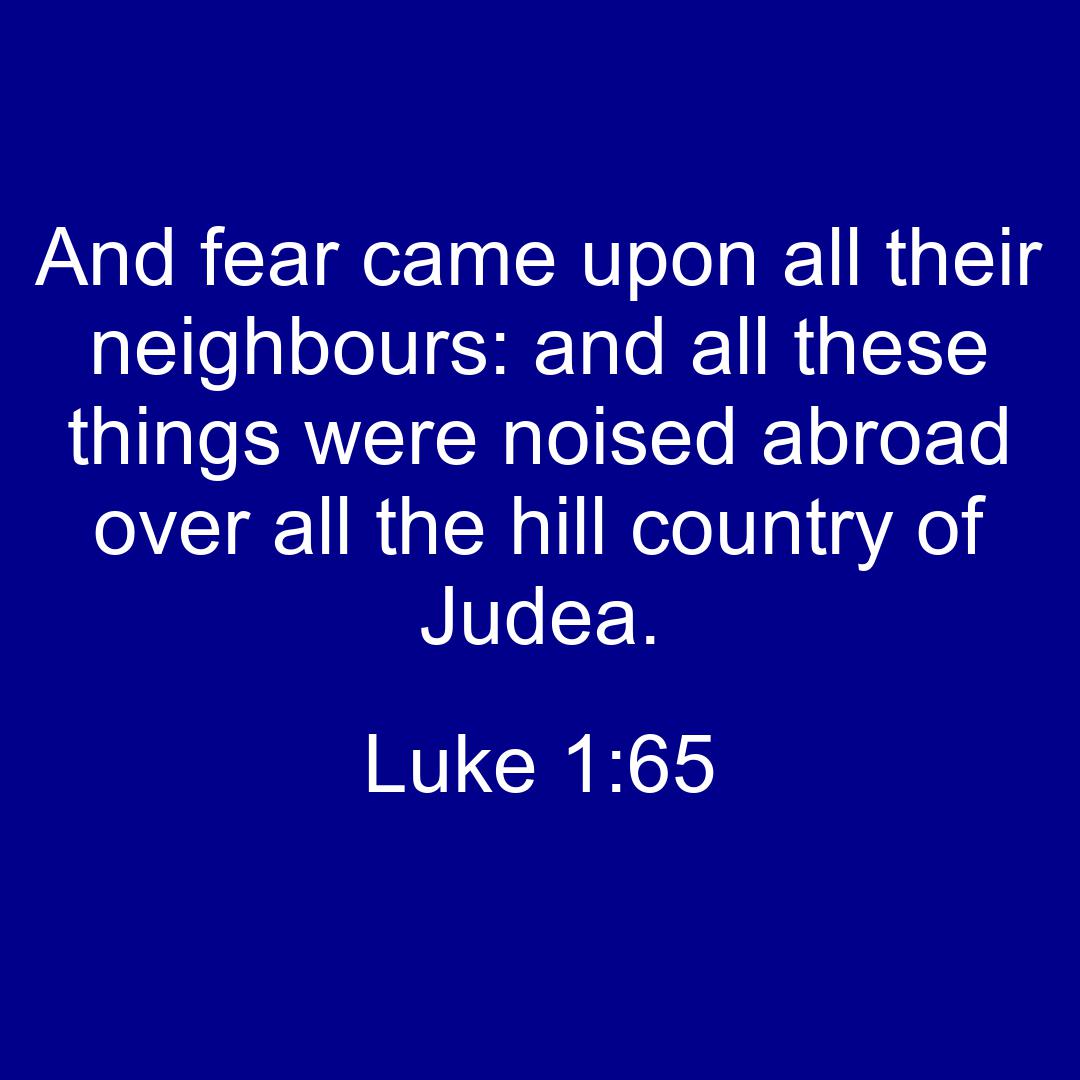 And fear came upon all their
neighbours: and all these
things were noised abroad
over all the hill country of
Judea.
Luke 1:65